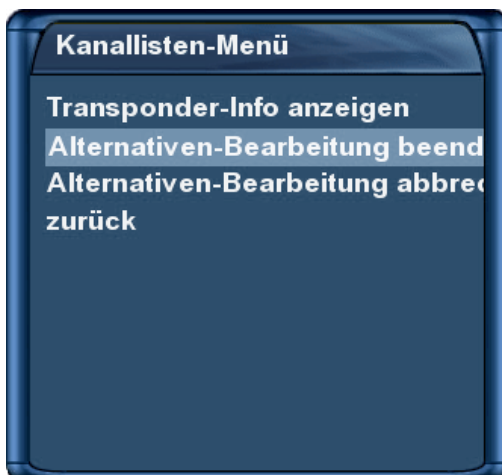 Kanallisten-Menü
Transponder-Info anzeigen
Alternativen-Bearbeitung beend
Alternativen-Bearbeitung abbrec
zurück